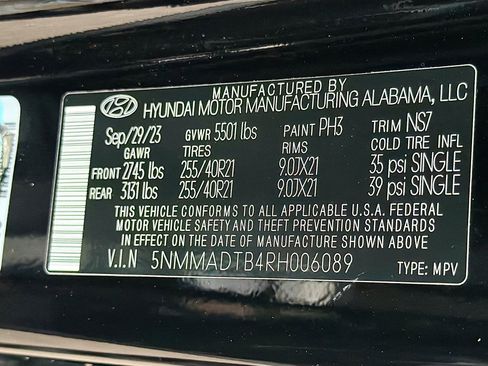 MANUFACTURED BY
HYUNDAI MOTOR MANUFACTURING ALABAMA, LLC
Sep/29/23 GVWR 5501 lbs PAINT PH3 TRIM NS7
GAWR TIRES RIMS COLD TIRE INFL
FRONT 2745 lbs 255/40R21 9.0JX21 35 psi SINGLE
REAR 3131 lbs 255/40R21 9.0JX21 39 psi SINGLE
THIS VEHICLE CONFORMS TO ALL APPLICABLE U.S.A. FEDERAL
MOTOR VEHICLE SAFETY AND THEFT PREVENTION STANDARDS
IN EFFECT ON THE DATE OF MANUFACTURE SHOWN ABOVE.
V.I.N 5NMMADTB4RH006089 TYPE: MPV